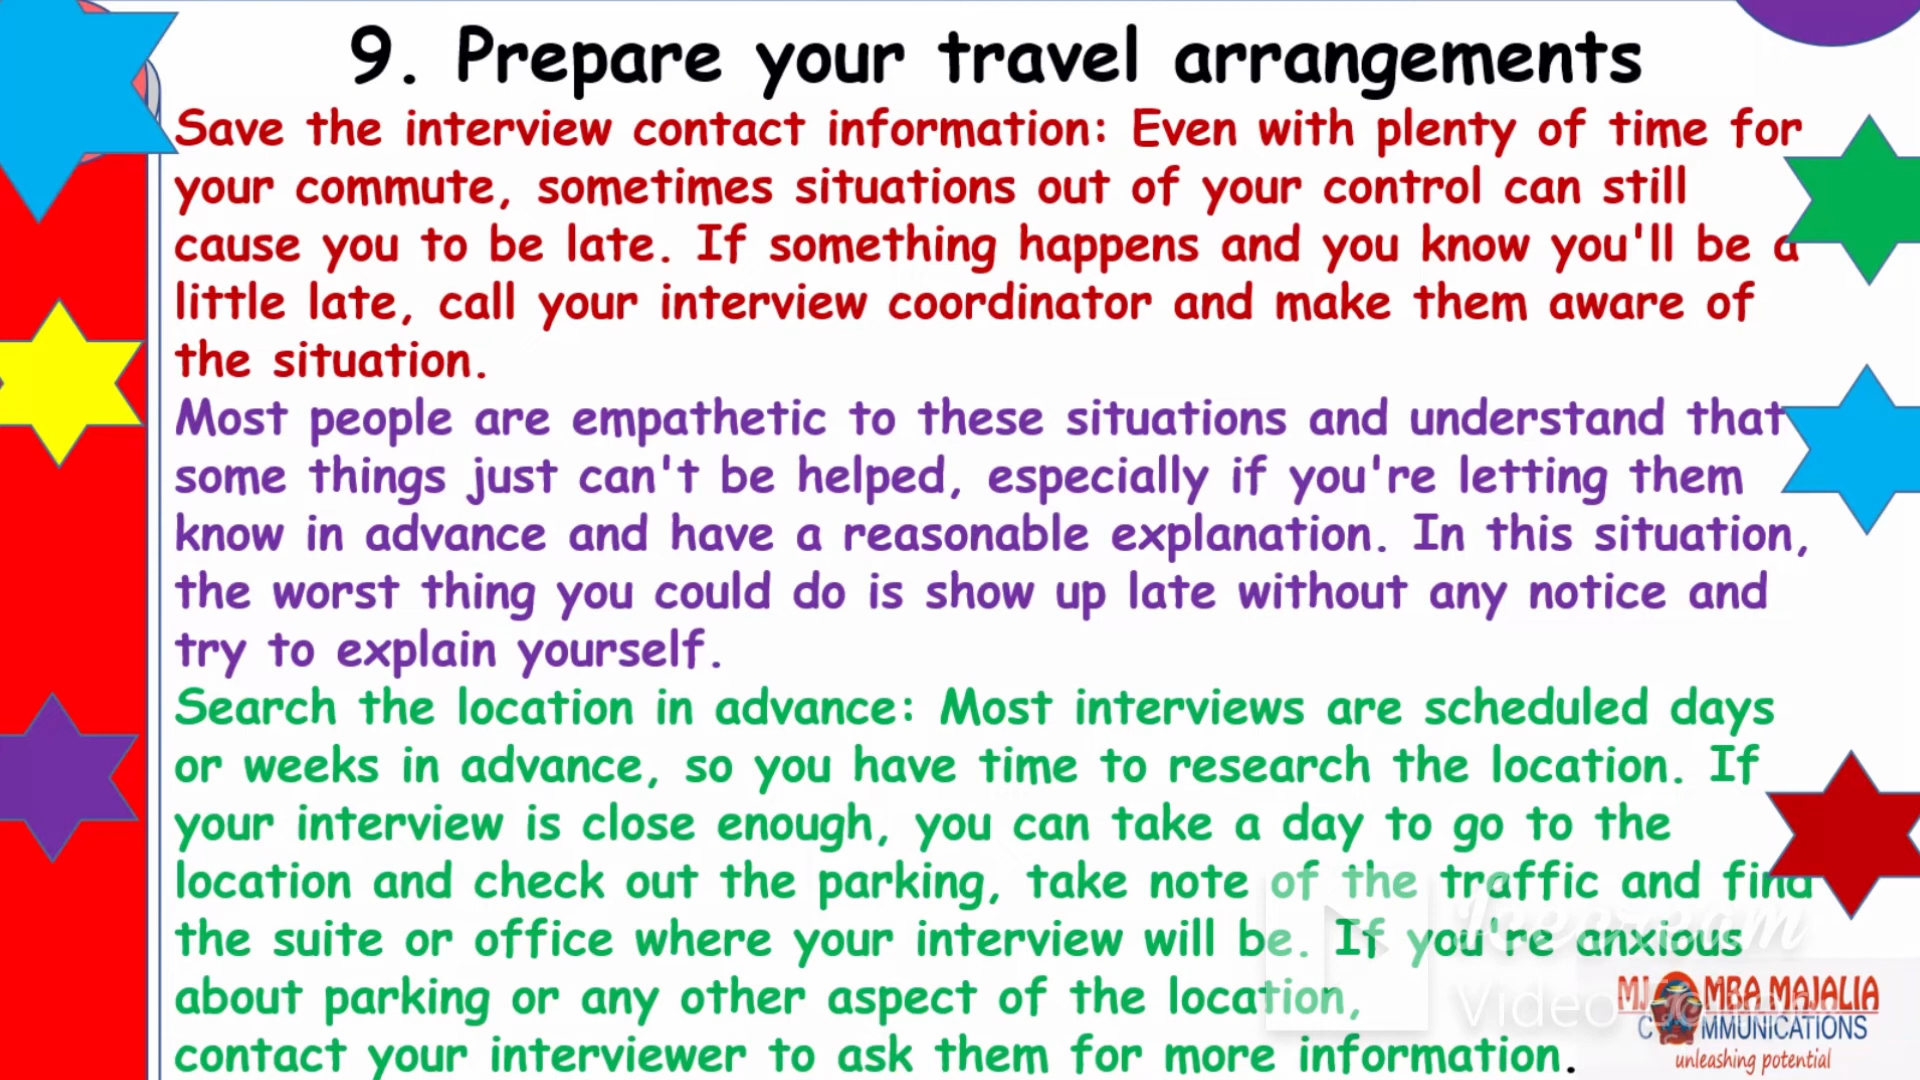 9. Prepare your travel arrangements
Save the interview contact information: Even with plenty of time for
your commute, sometimes situations out of your control can still
cause you to be late. If something happens and you know you'll be a
little late, call your interview coordinator and make them aware of
the situation.
Most people are empathetic to these situations and understand that
some things just can't be helped, especially if you're letting them
know in advance and have a reasonable explanation. In this situation,
the worst thing you could do is show up late without any notice and
try to explain yourself.
Search the location in advance: Most interviews are scheduled days
or weeks in advance, so you have time to research the location. If
your interview is close enough, you can take a day to go to the
location and check out the parking, take note of the traffic and find
the suite or office where your interview will be. If you're anxious
about parking or any other aspect of the location,
contact your interviewer to ask them for more information.
Icecream
Video
MJOMBA MAJALIA
COMMUNICATIONS
unleashing potential